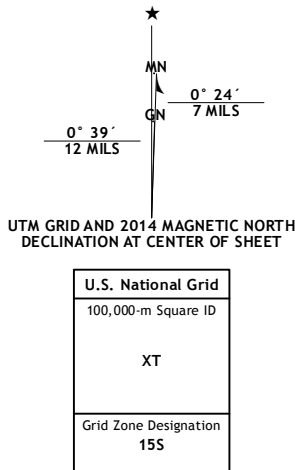 ★
MN
0° 24´
7 MILS
GN
0° 39´
12 MILS
UTM GRID AND 2014 MAGNETIC NORTH
DECLINATION AT CENTER OF SHEET
U.S. National Grid
100,000-m Square ID
XT
Grid Zone Designation
15S